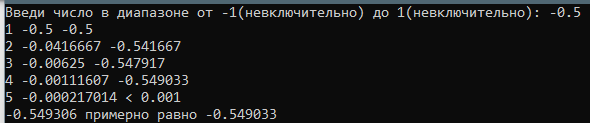 Введи число в диапазоне от -1(невключительно) до 1(невключительно): -0.5
1 -0.5 -0.5
2 -0.0416667 -0.541667
3 -0.00625 -0.547917
4 -0.00111607 -0.549033
5 -0.000217014 < 0.001
-0.549306 примерно равно -0.549033